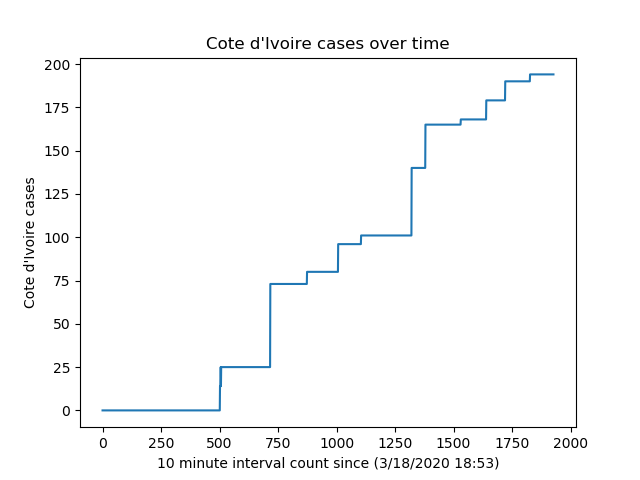 Cote d'Ivoire cases over time
200
175
150
125
100
75
50
25
0
Cote d'Ivoire cases
0 250 500 750 1000 1250 1500 1750 2000
10 minute interval count since (3/18/2020 18:53)